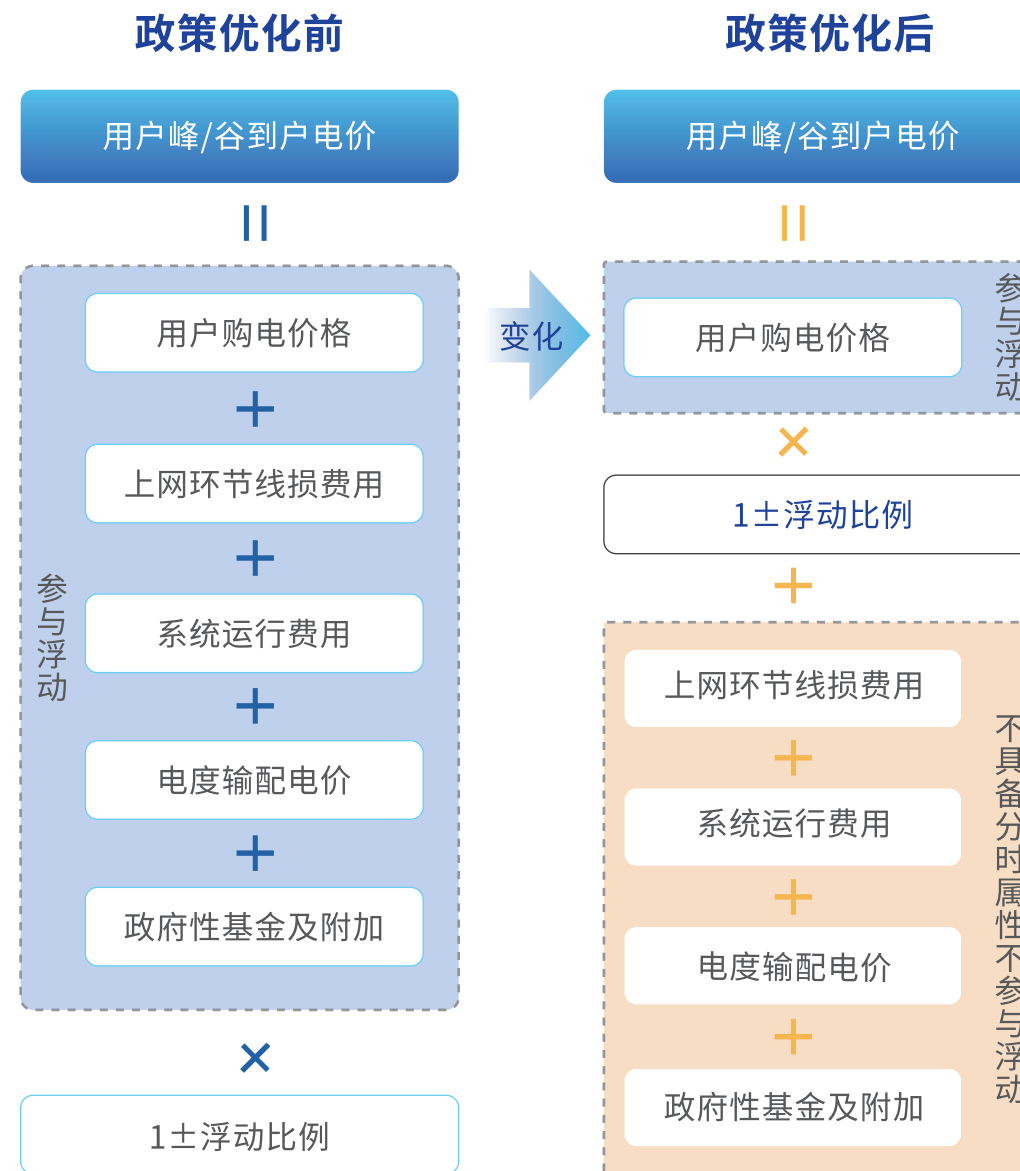 政策优化前
用户峰/谷到户电价
用户购电价格
+
上网环节线损费用
+
系统运行费用
+
电度输配电价
+
政府性基金及附加
参与浮动
×
1±浮动比例
变化
政策优化后
用户峰/谷到户电价
用户购电价格
参与浮动
×
1±浮动比例
+
上网环节线损费用
+
系统运行费用
+
电度输配电价
+
政府性基金及附加
不具备分时属性不参与浮动